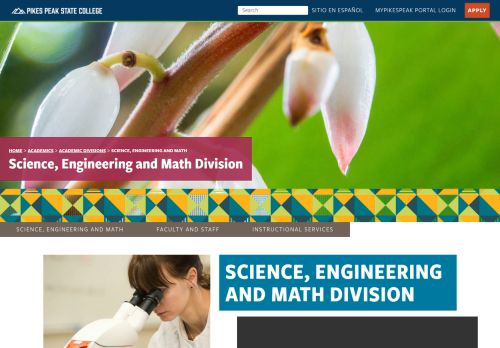 PIKES PEAK STATE COLLEGE
Search
SITIO EN ESPAÑOL
MYPIKESPEAK PORTAL LOGIN
APPLY
HOME > ACADEMICS > ACADEMIC DIVISIONS > SCIENCE, ENGINEERING AND MATH
Science, Engineering and Math Division
SCIENCE, ENGINEERING AND MATH
FACULTY AND STAFF
INSTRUCTIONAL SERVICES
SCIENCE, ENGINEERING
AND MATH DIVISION